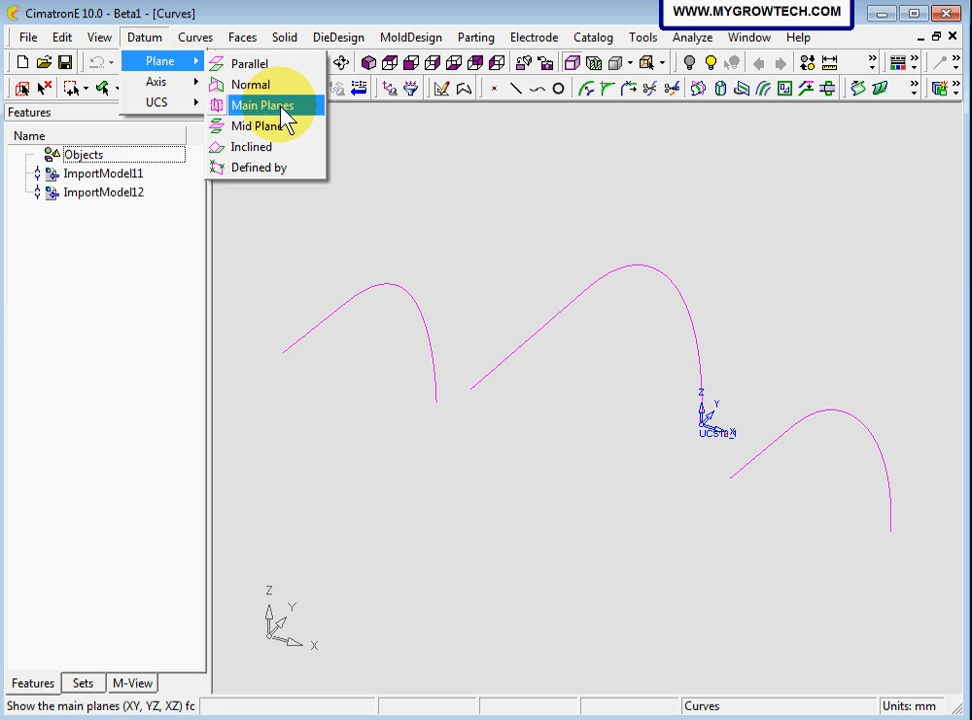 CimatronE 10.0 - Beta1 - [Curves]
WWW.MYGROWTECH.COM
File Edit View Datum Curves Faces Solid DieDesign MoldDesign Parting Electrode Catalog Tools Analyze Window Help
Plane
Axis
UCS
Parallel
Normal
Main Planes
Mid Plane
Inclined
Defined by
Features
Name
Objects
ImportModel11
ImportModel12
Z
Y
X
Z
Y
X
Features Sets M-View
Show the main planes (XY, YZ, XZ) fc
Curves
Units: mm